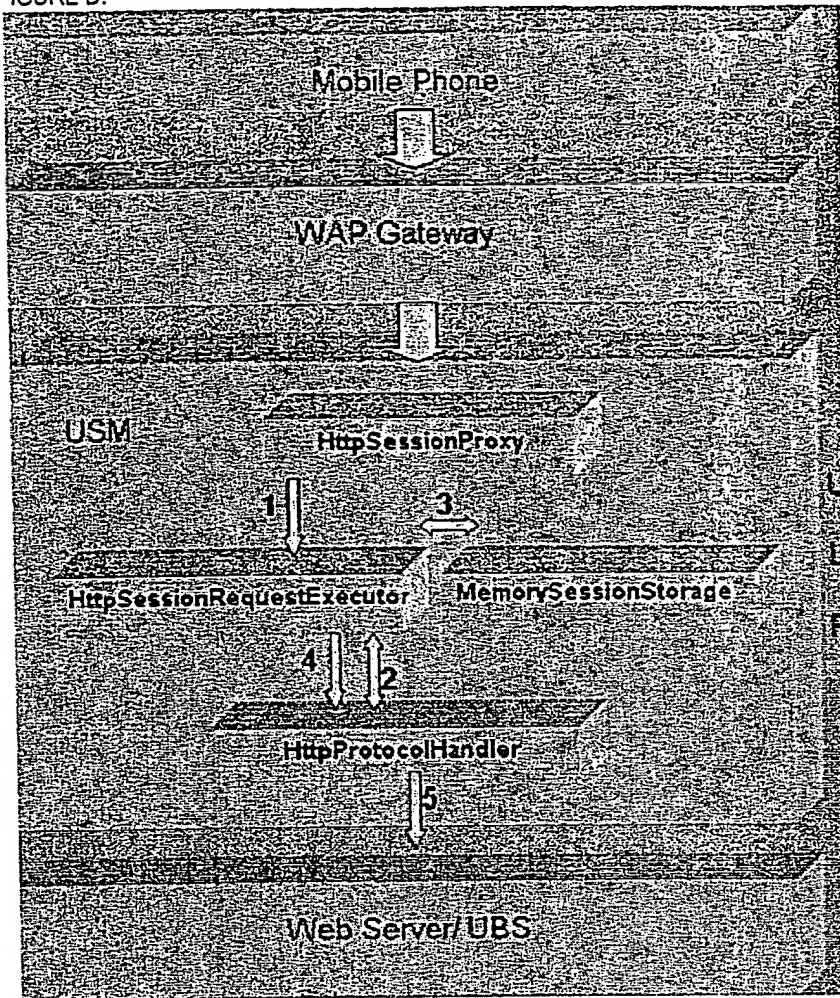 Mobile Phone
WAP Gateway
USM
HttpSessionProxy
1
3
HttpSessionRequestExecutor
MemorySessionStorage
4
2
HttpProtocolHandler
5
Web Server/ UBS